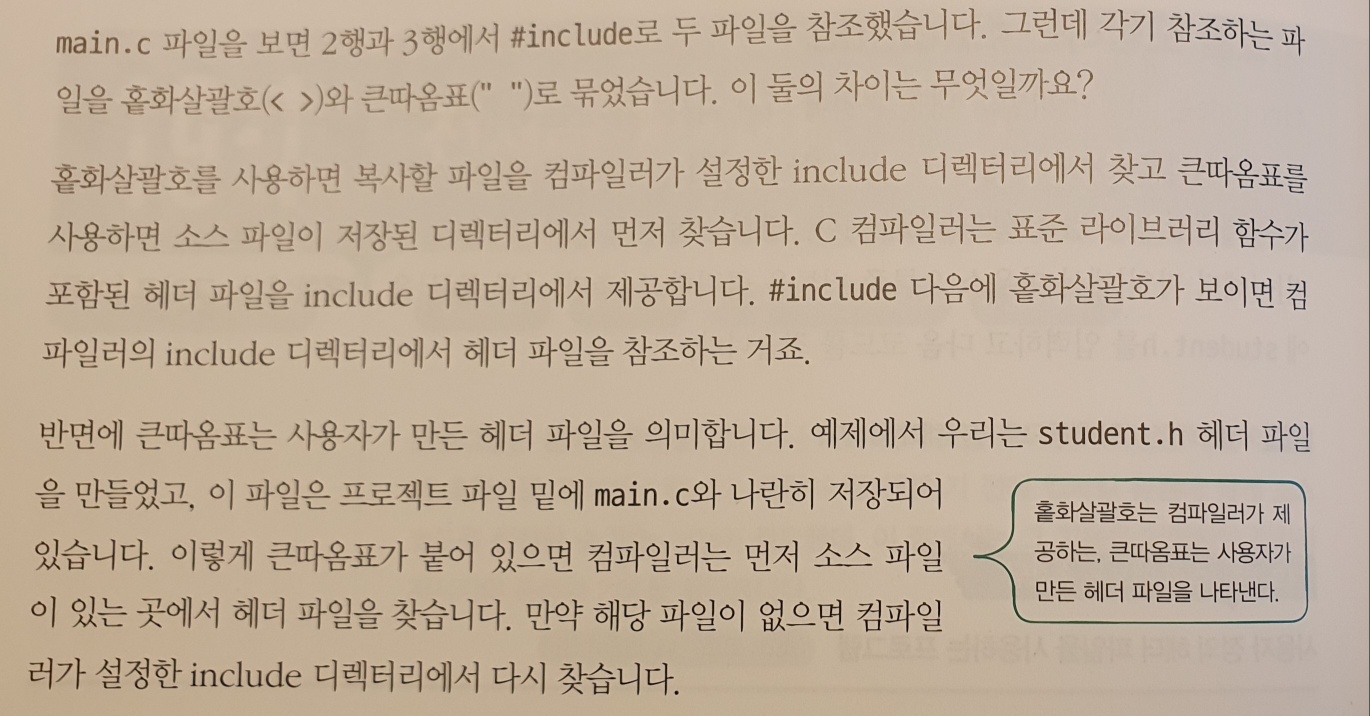 main.c 파일을 보면 2행과 3행에서 #include로 두 파일을 참조했습니다. 그런데 각기 참조하는 파
일을 홑화살괄호(< >)와 큰따옴표(" ")로 묶었습니다. 이 둘의 차이는 무엇일까요?
홑화살괄호를 사용하면 복사할 파일을 컴파일러가 설정한 include 디렉터리에서 찾고 큰따옴표를
사용하면 소스 파일이 저장된 디렉터리에서 먼저 찾습니다. C 컴파일러는 표준 라이브러리 함수가
포함된 헤더 파일을 include 디렉터리에서 제공합니다. #include 다음에 홑화살괄호가 보이면 컴
파일러의 include 디렉터리에서 헤더 파일을 참조하는 거죠.
반면에 큰따옴표는 사용자가 만든 헤더 파일을 의미합니다. 예제에서 우리는 student.h 헤더 파일
을 만들었고, 이 파일은 프로젝트 파일 밑에 main.c와 나란히 저장되어
있습니다. 이렇게 큰따옴표가 붙어 있으면 컴파일러는 먼저 소스 파일
이 있는 곳에서 헤더 파일을 찾습니다. 만약 해당 파일이 없으면 컴파일
러가 설정한 include 디렉터리에서 다시 찾습니다.
홑화살괄호는 컴파일러가 제
공하는, 큰따옴표는 사용자가
만든 헤더 파일을 나타낸다.